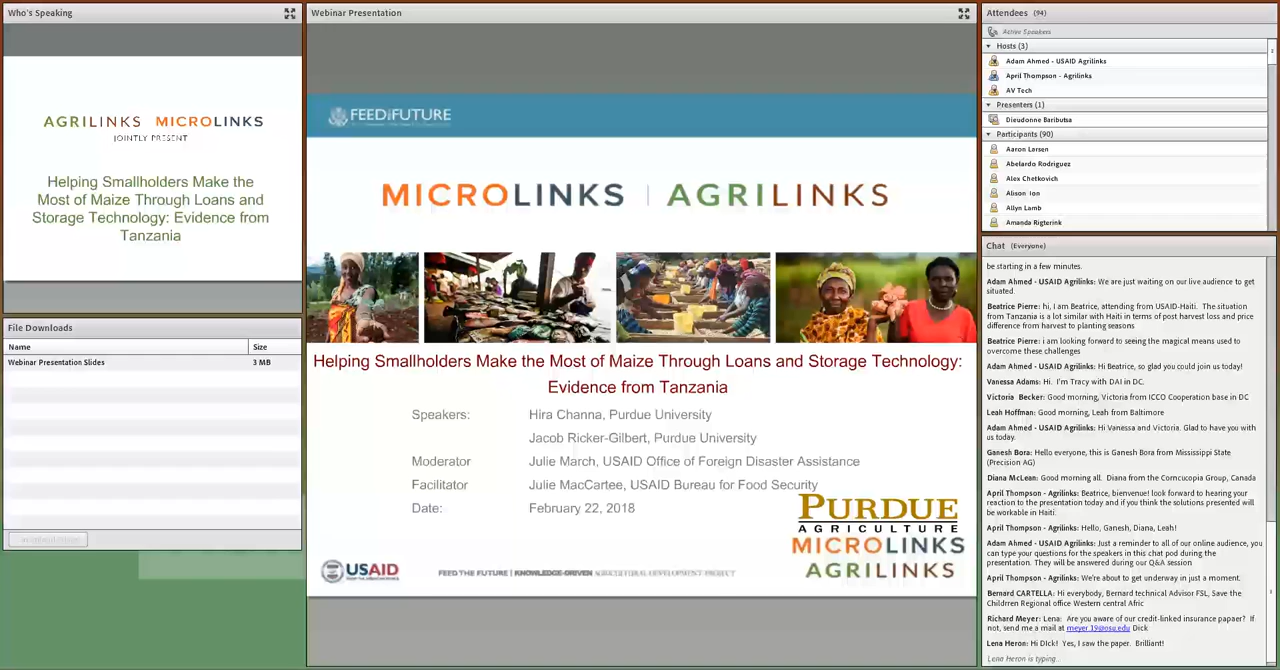 Who's Speaking
AGRILINKS MICROLINKS
JOINTLY PRESENT
Helping Smallholders Make the
Most of Maize Through Loans and
Storage Technology: Evidence from
Tanzania
File Downloads
Name Size
Webinar Presentation Slides 3 MB
Webinar Presentation
FEED THE FUTURE
MICROLINKS | AGRILINKS
Helping Smallholders Make the Most of Maize Through Loans and Storage Technology:
Evidence from Tanzania
Speakers: Hira Channa, Purdue University
Jacob Ricker-Gilbert, Purdue University
Moderator Julie March, USAID Office of Foreign Disaster Assistance
Facilitator Julie MacCartee, USAID Bureau for Food Security
Date: February 22, 2018
PURDUE
AGRICULTURE
MICROLINKS
AGRILINKS
USAID
FEED THE FUTURE | KNOWLEDGE-DRIVEN AGRICULTURAL DEVELOPMENT PROJECT
Attendees (94)
Active Speakers
Hosts (3)
Adam Ahmed - USAID Agrilinks
April Thompson - Agrilinks
AV Tech
Presenters (1)
Dieudonne Baributsa
Participants (90)
Aaron Larsen
Abelardo Rodriguez
Alex Chetkovich
Alison Ion
Allyn Lamb
Amanda Rigterink
Chat (Everyone)
be starting in a few minutes.
Adam Ahmed - USAID Agrilinks: We are just waiting on our live audience to get
situated
Beatrice Pierre: hi, I am Beatrice, attending from USAID-Haiti. The situation
from Tanzania is a lot similar with Haiti in terms of post harvest loss and price
difference from harvest to planting seasons
Beatrice Pierre: i am looking forward to seeing the magical means used to
overcome these challenges
Adam Ahmed - USAID Agrilinks: Hi Beatrice, so glad you could join us today!
Vanessa Adams: Hi. I'm Tracy with DAI in DC.
Victoria Becker: Good morning, Victoria from ICCO Cooperation base in DC
Leah Hoffman: Good morning, Leah from Baltimore
Adam Ahmed - USAID Agrilinks: Hi Vanessa and Victoria. Glad to have you with
us today.
Ganesh Bora: Hello everyone, this is Ganesh Bora from Mississipi State
(Precision AG)
Diana McLean: Good morning all. Diana from the Cormcucopia Group, Canada
April Thompson - Agrilinks: Beatrice, bienvenue! look forward to hearing your
reaction to the presentation today and if you think the solutions presented will
be workable in Haiti.
April Thompson - Agrilinks: Hello, Ganesh, Diana, Leah!
Adam Ahmed - USAID Agrilinks: Just a reminder to all of our online audience, you
can type your questions for the speakers in this chat pod during the
presentation. They will be answered during our Q&A session
April Thompson - Agrilinks: We're about to get underway in just a moment.
Bernard CARTELLA: Hi everybody, Bernard technical Advisor FSL, Save the
Childrren Regional office Western central Afric
Richard Meyer: Lena: Are you aware of our credit-linked insurance papaer? If
not, send me a mail at meyer.19@osu.edu Dick
Lena Heron: Hi Dick! Yes, I saw the paper. Brilliant!
Lena Heron is typing...